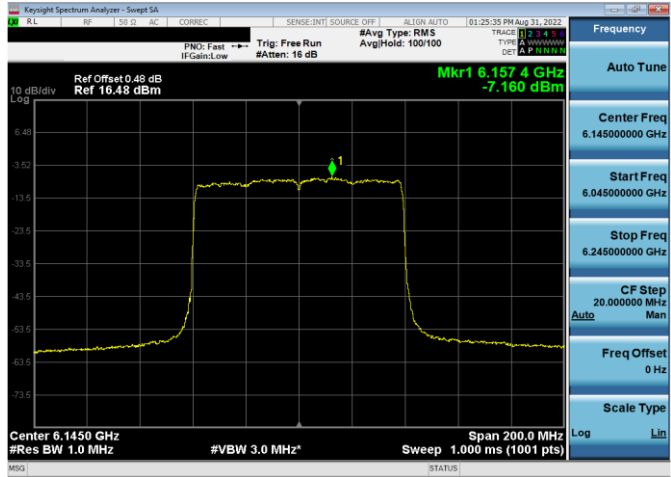 Keysight Spectrum Analyzer - Swept SA
RL RF 50 Ω AC CORREC SENSE:INT SOURCE OFF ALIGN AUTO 01:25:35 PM Aug 31, 2022
PNO: Fast Trig: Free Run
IFGain:Low #Atten: 16 dB
#Avg Type: RMS
Avg|Hold: 100/100
TRACE 1 2 3 4 5 6
TYPE A WWWWW
DET A P N N N N
Ref Offset 0.48 dB
10 dB/div Ref 16.48 dBm
Log
Mkr1 6.157 4 GHz
-7.160 dBm
1
6.48
-3.52
-13.5
-23.5
-33.5
-43.5
-53.5
-63.5
-73.5
Center 6.1450 GHz Span 200.0 MHz
#Res BW 1.0 MHz #VBW 3.0 MHz* Sweep 1.000 ms (1001 pts)
MSG STATUS
Frequency
Auto Tune
Center Freq
6.145000000 GHz
Start Freq
6.045000000 GHz
Stop Freq
6.245000000 GHz
CF Step
20.000000 MHz
Auto Man
Freq Offset
0 Hz
Scale Type
Log Lin